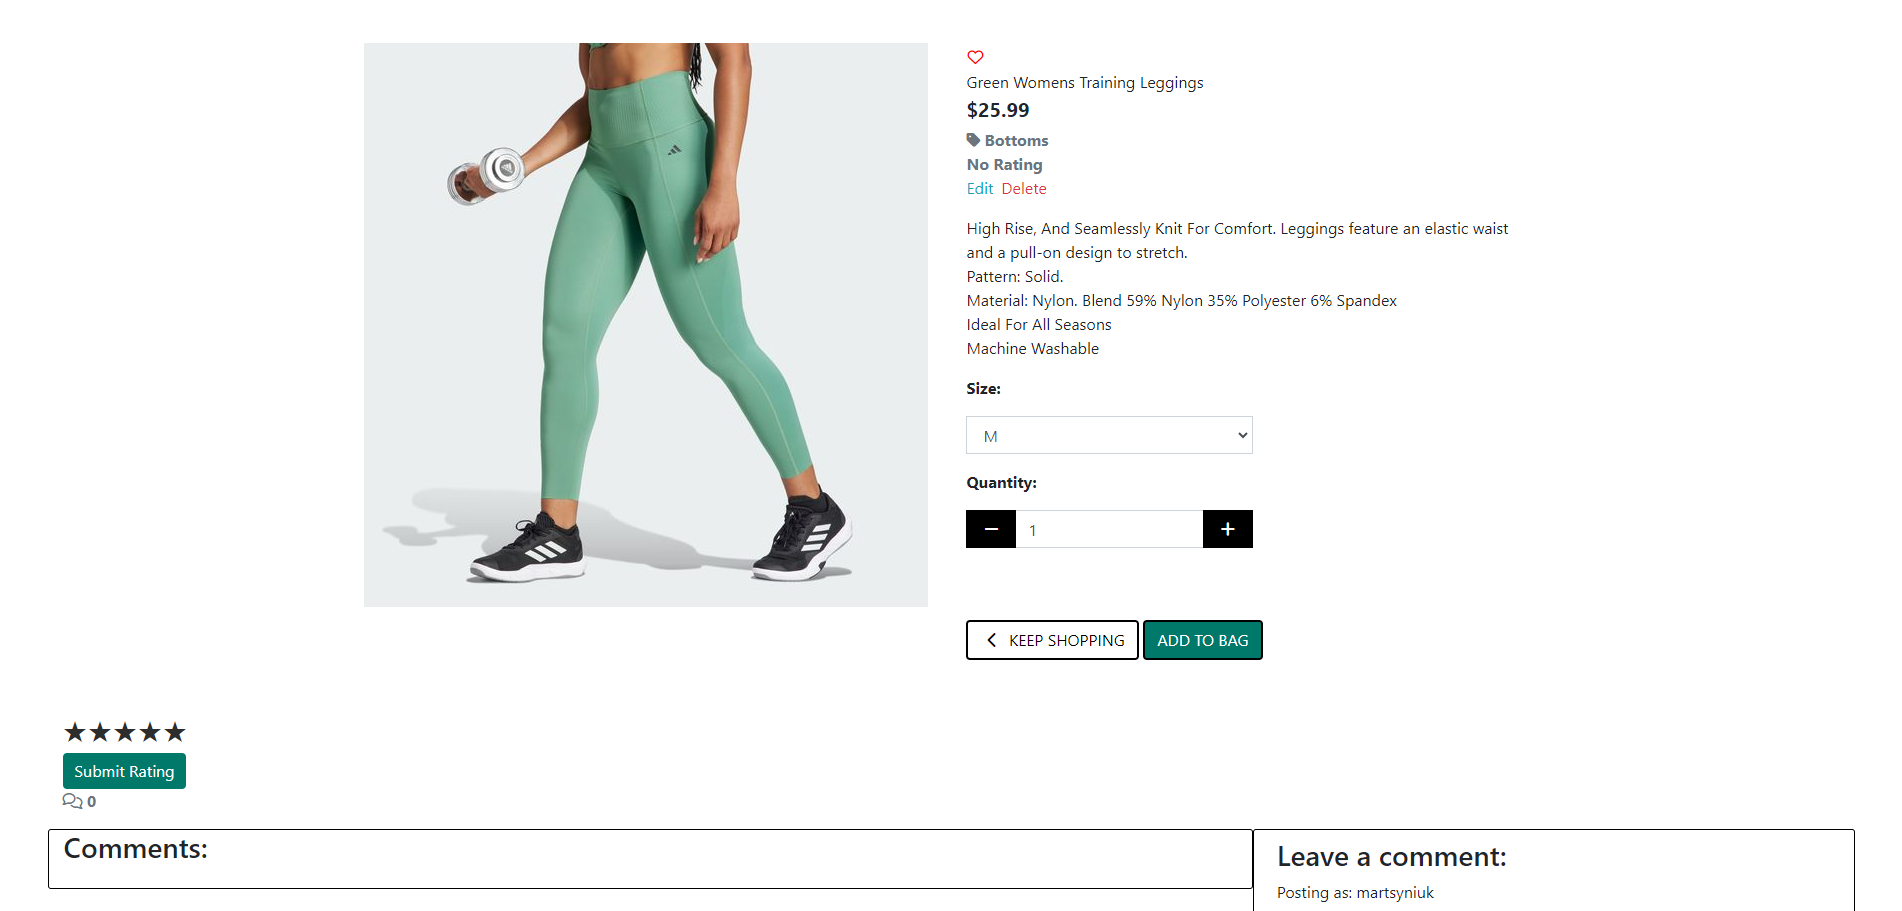 Green Womens Training Leggings
$25.99
Bottoms
No Rating
Edit Delete
High Rise, And Seamlessly Knit For Comfort. Leggings feature an elastic waist
and a pull-on design to stretch.
Pattern: Solid.
Material: Nylon. Blend 59% Nylon 35% Polyester 6% Spandex
Ideal For All Seasons
Machine Washable
Size:
M
Quantity:
1
KEEP SHOPPING ADD TO BAG
Submit Rating
0
Comments:
Leave a comment:
Posting as: martsyniuk